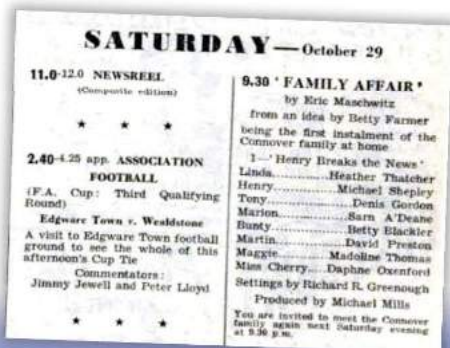 SATURDAY—October 29
11.0-12.0 NEWSREEL
(Composite edition)
★ ★ ★
2.40-4.25 app. ASSOCIATION
FOOTBALL
(F.A. Cup: Third Qualifying
Round)
Edgware Town v. Wealdstone
A visit to Edgware Town football
ground to see the whole of this
afternoon's Cup Tie
Commentators:
Jimmy Jewell and Peter Lloyd
★ ★ ★
9.30 'FAMILY AFFAIR'
by Eric Maschwitz
from an idea by Betty Farmer
being the first instalment of the
Connover family at home
1—'Henry Breaks the News'
Linda..................Heather Thatcher
Henry..................Michael Shepley
Tony.....................Denis Gordon
Marion..................Sarn A'Deane
Bunty....................Betty Blackler
Martin...................David Preston
Maggie..............Madoline Thomas
Miss Cherry.....Daphne Oxenford
Settings by Richard R. Greenough
Produced by Michael Mills
You are invited to meet the Connover
family again next Saturday evening
at 9.30 p.m.